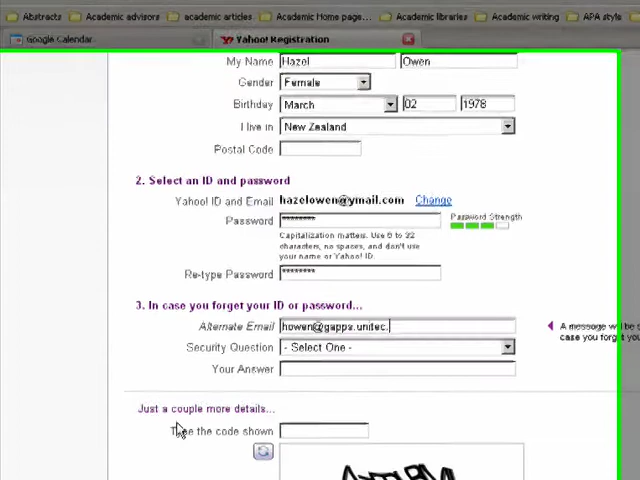 Abstracts Academic advisors academic articles Academic Home page... Academic libraries Academic writing APA style
Google Calendar Yahoo! Registration
My Name Hazel Owen
Gender Female
Birthday March 02 1978
I live in New Zealand
Postal Code
2. Select an ID and password
Yahoo! ID and Email hazelowen@ymail.com Change
Password ******** Password Strength
Capitalization matters. Use 6 to 32
characters, no spaces, and don't use
your name or Yahoo! ID.
Re-type Password ********
3. In case you forget your ID or password...
Alternate Email howen@gapps.unitec.
A message will be
case you forget
Security Question - Select One -
Your Answer
Just a couple more details...
Type the code shown